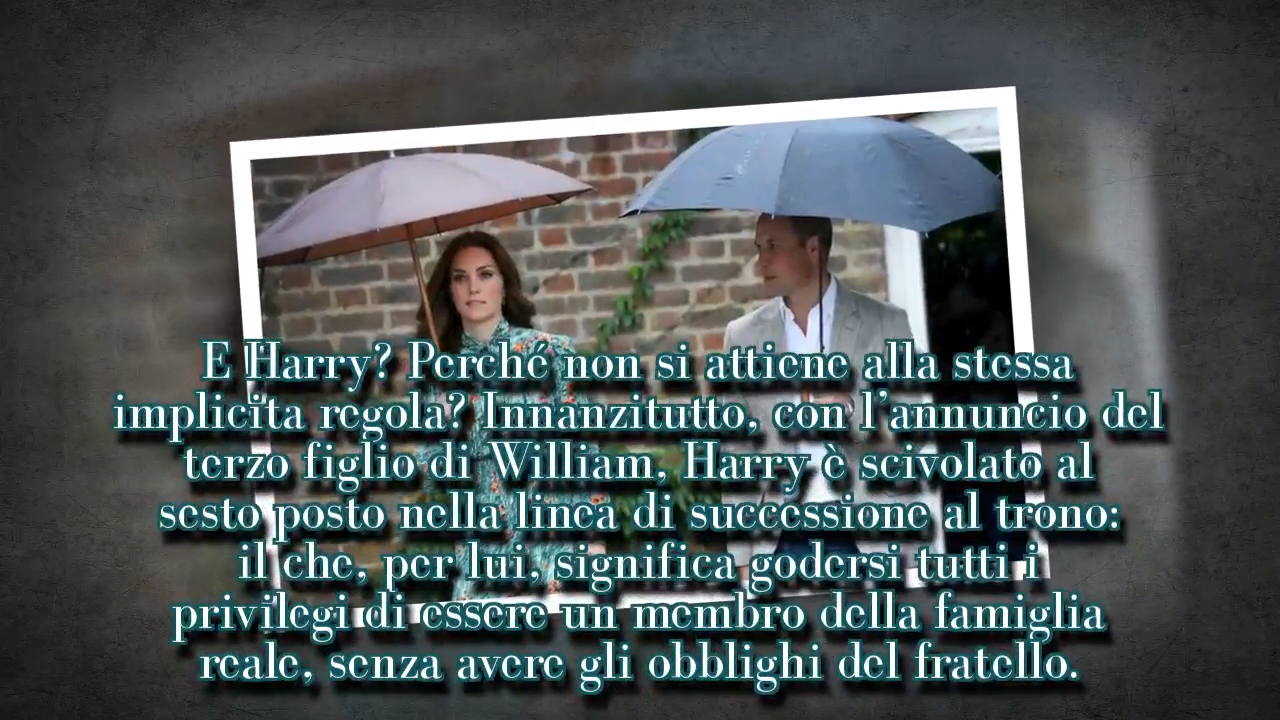 E Harry? Perché non si attiene alla stessa
implicita regola? Innanzitutto, con l'annuncio del
terzo figlio di William, Harry è scivolato al
sesto posto nella linea di successione al trono:
il che, per lui, significa godersi tutti i
privilegi di essere un membro della famiglia
reale, senza avere gli obblighi del fratello.